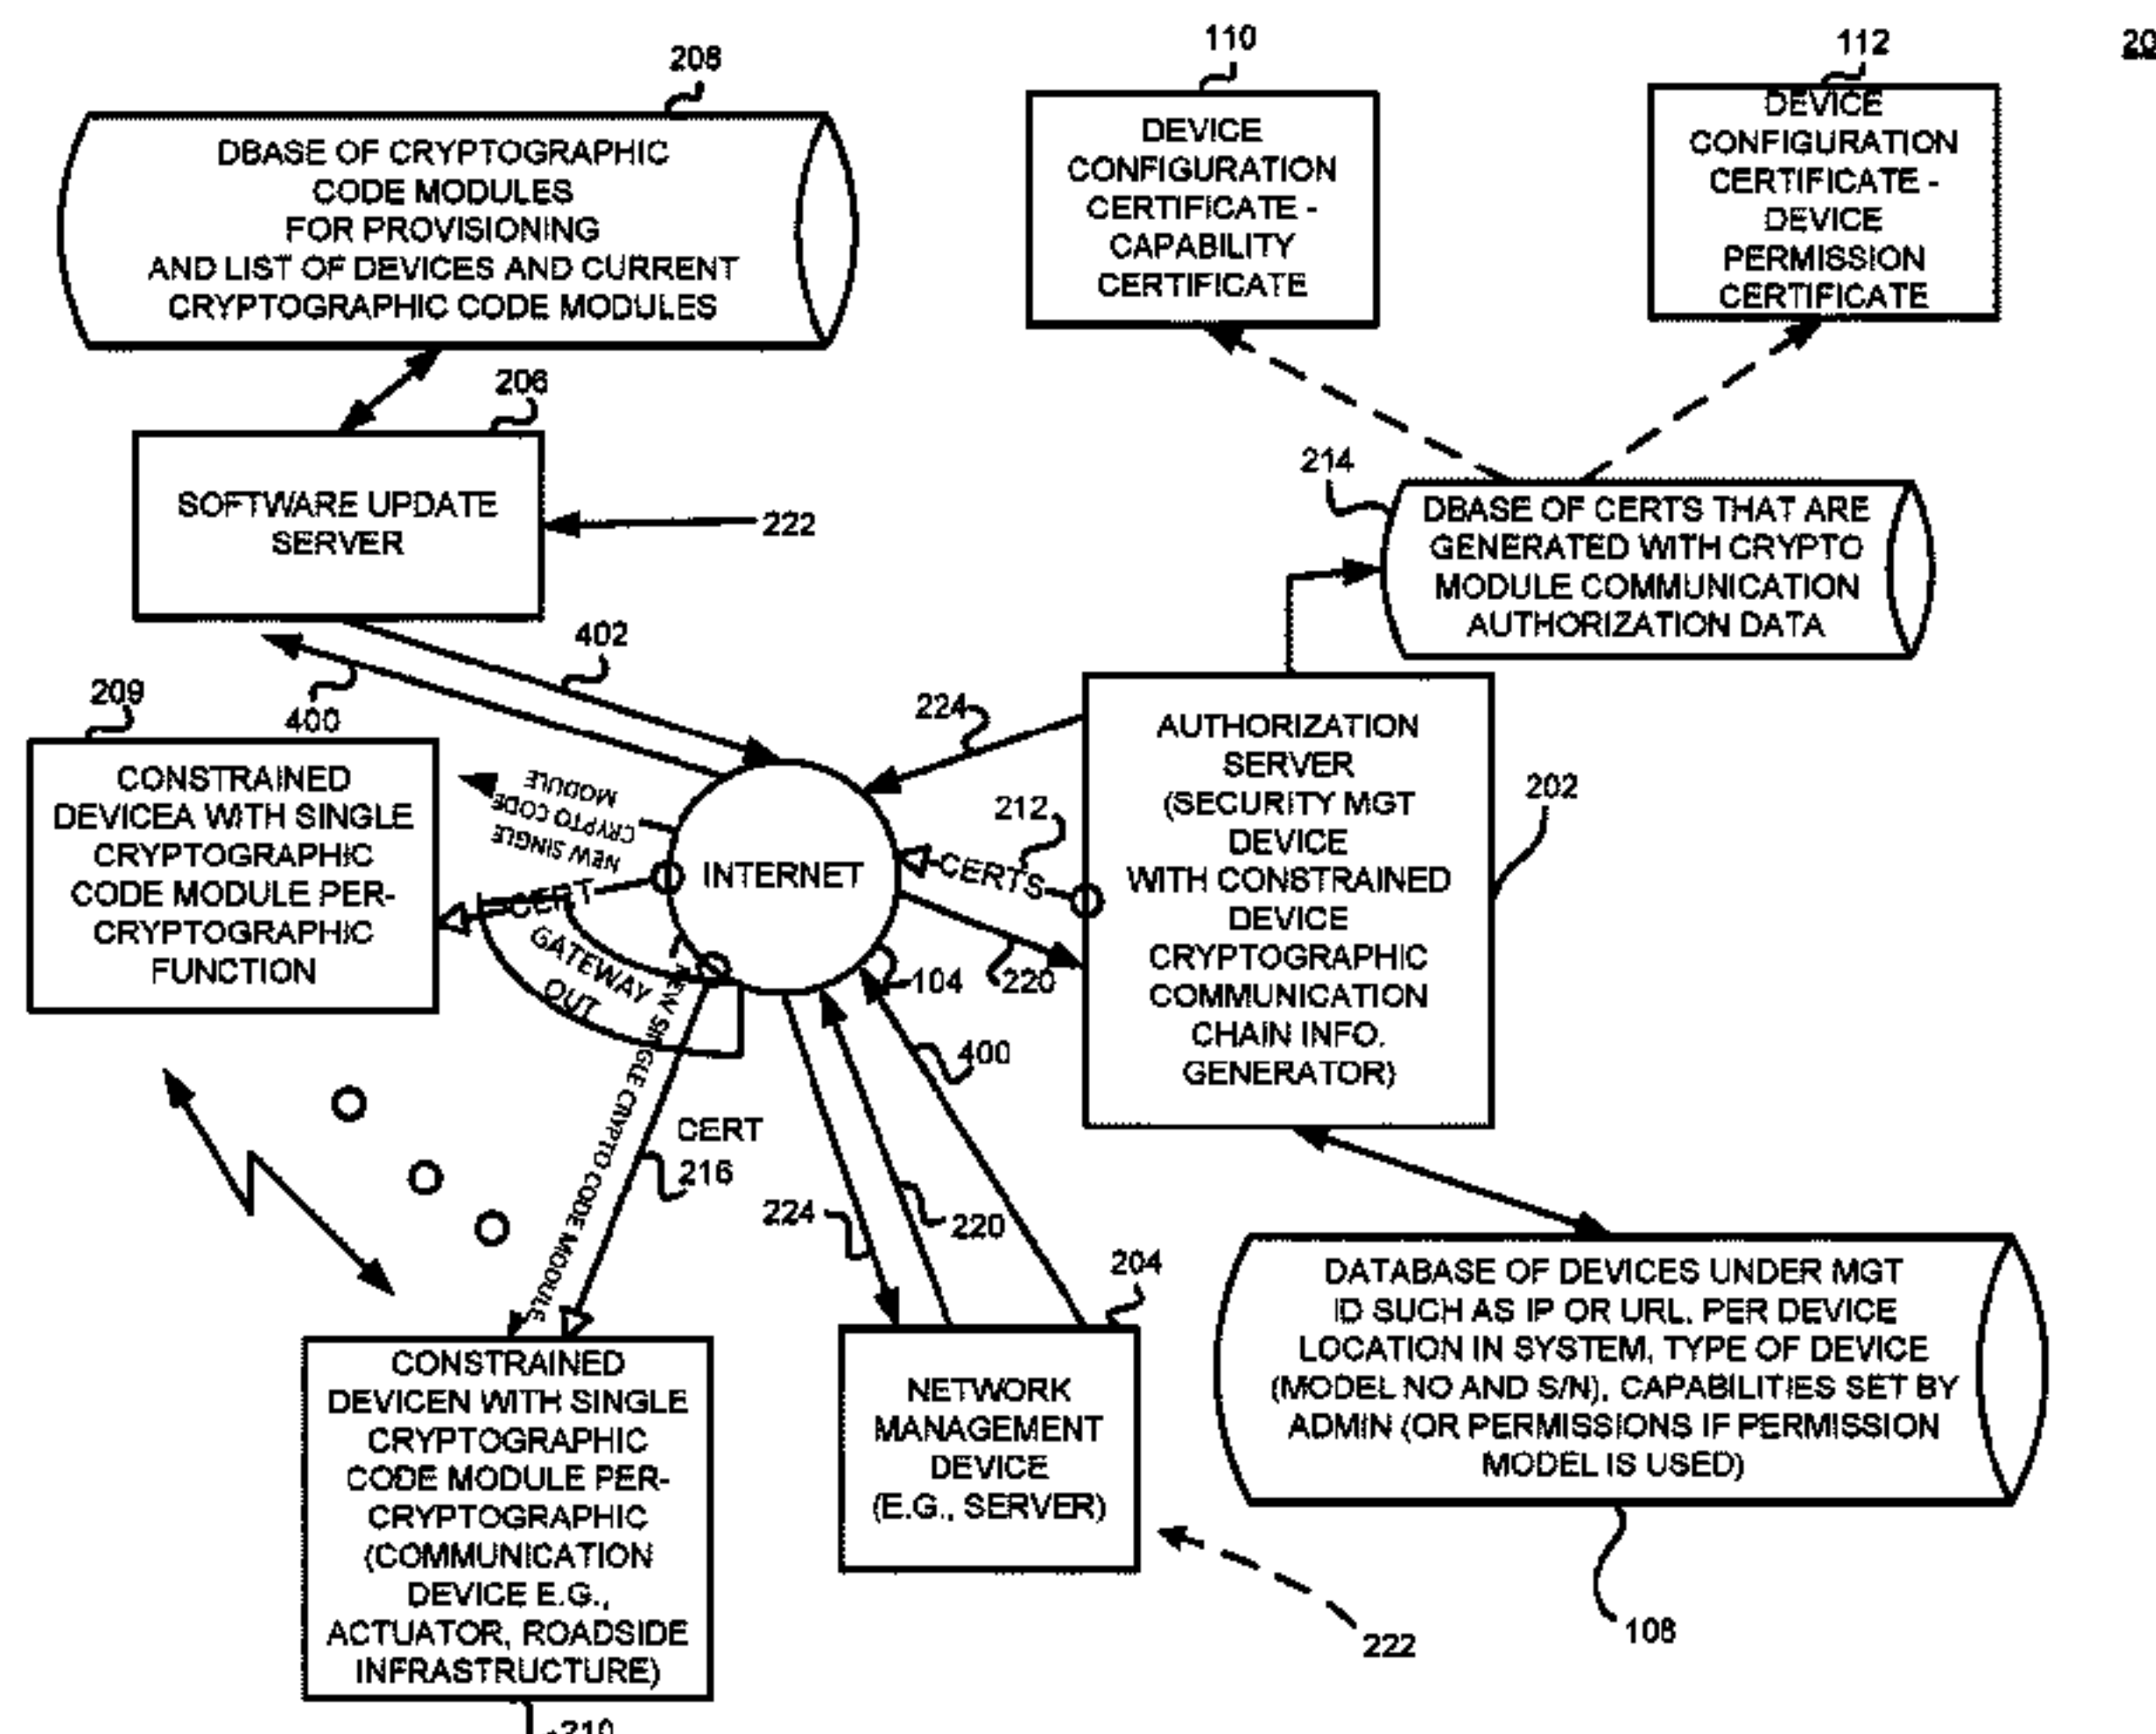 208
DBASE OF CRYPTOGRAPHIC
CODE MODULES
FOR PROVISIONING
AND LIST OF DEVICES AND CURRENT
CRYPTOGRAPHIC CODE MODULES
110
DEVICE
CONFIGURATION
CERTIFICATE -
CAPABILITY
CERTIFICATE
112
DEVICE
CONFIGURATION
CERTIFICATE -
DEVICE
PERMISSION
CERTIFICATE
20
206
SOFTWARE UPDATE
SERVER
222
214
DBASE OF CERTS THAT ARE
GENERATED WITH CRYPTO
MODULE COMMUNICATION
AUTHORIZATION DATA
402
400
209
CONSTRAINED
DEVICEA WITH SINGLE
CRYPTOGRAPHIC
CODE MODULE PER-
CRYPTOGRAPHIC
FUNCTION
NEW SINGLE
CRYPTO CODE
MODULE
CERT
GATEWAY
OUT
INTERNET
104
224
212
CERTS
220
AUTHORIZATION
SERVER
(SECURITY MGT
DEVICE
WITH CONSTRAINED
DEVICE
CRYPTOGRAPHIC
COMMUNICATION
CHAIN INFO.
GENERATOR)
202
400
NEW SINGLE CRYPTO CODE MODULE
CERT
216
224
220
204
NETWORK
MANAGEMENT
DEVICE
(E.G., SERVER)
222
CONSTRAINED
DEVICEN WITH SINGLE
CRYPTOGRAPHIC
CODE MODULE PER-
CRYPTOGRAPHIC
(COMMUNICATION
DEVICE E.G.,
ACTUATOR, ROADSIDE
INFRASTRUCTURE)
210
DATABASE OF DEVICES UNDER MGT
ID SUCH AS IP OR URL, PER DEVICE
LOCATION IN SYSTEM, TYPE OF DEVICE
(MODEL NO AND S/N), CAPABILITIES SET BY
ADMIN (OR PERMISSIONS IF PERMISSION
MODEL IS USED)
108